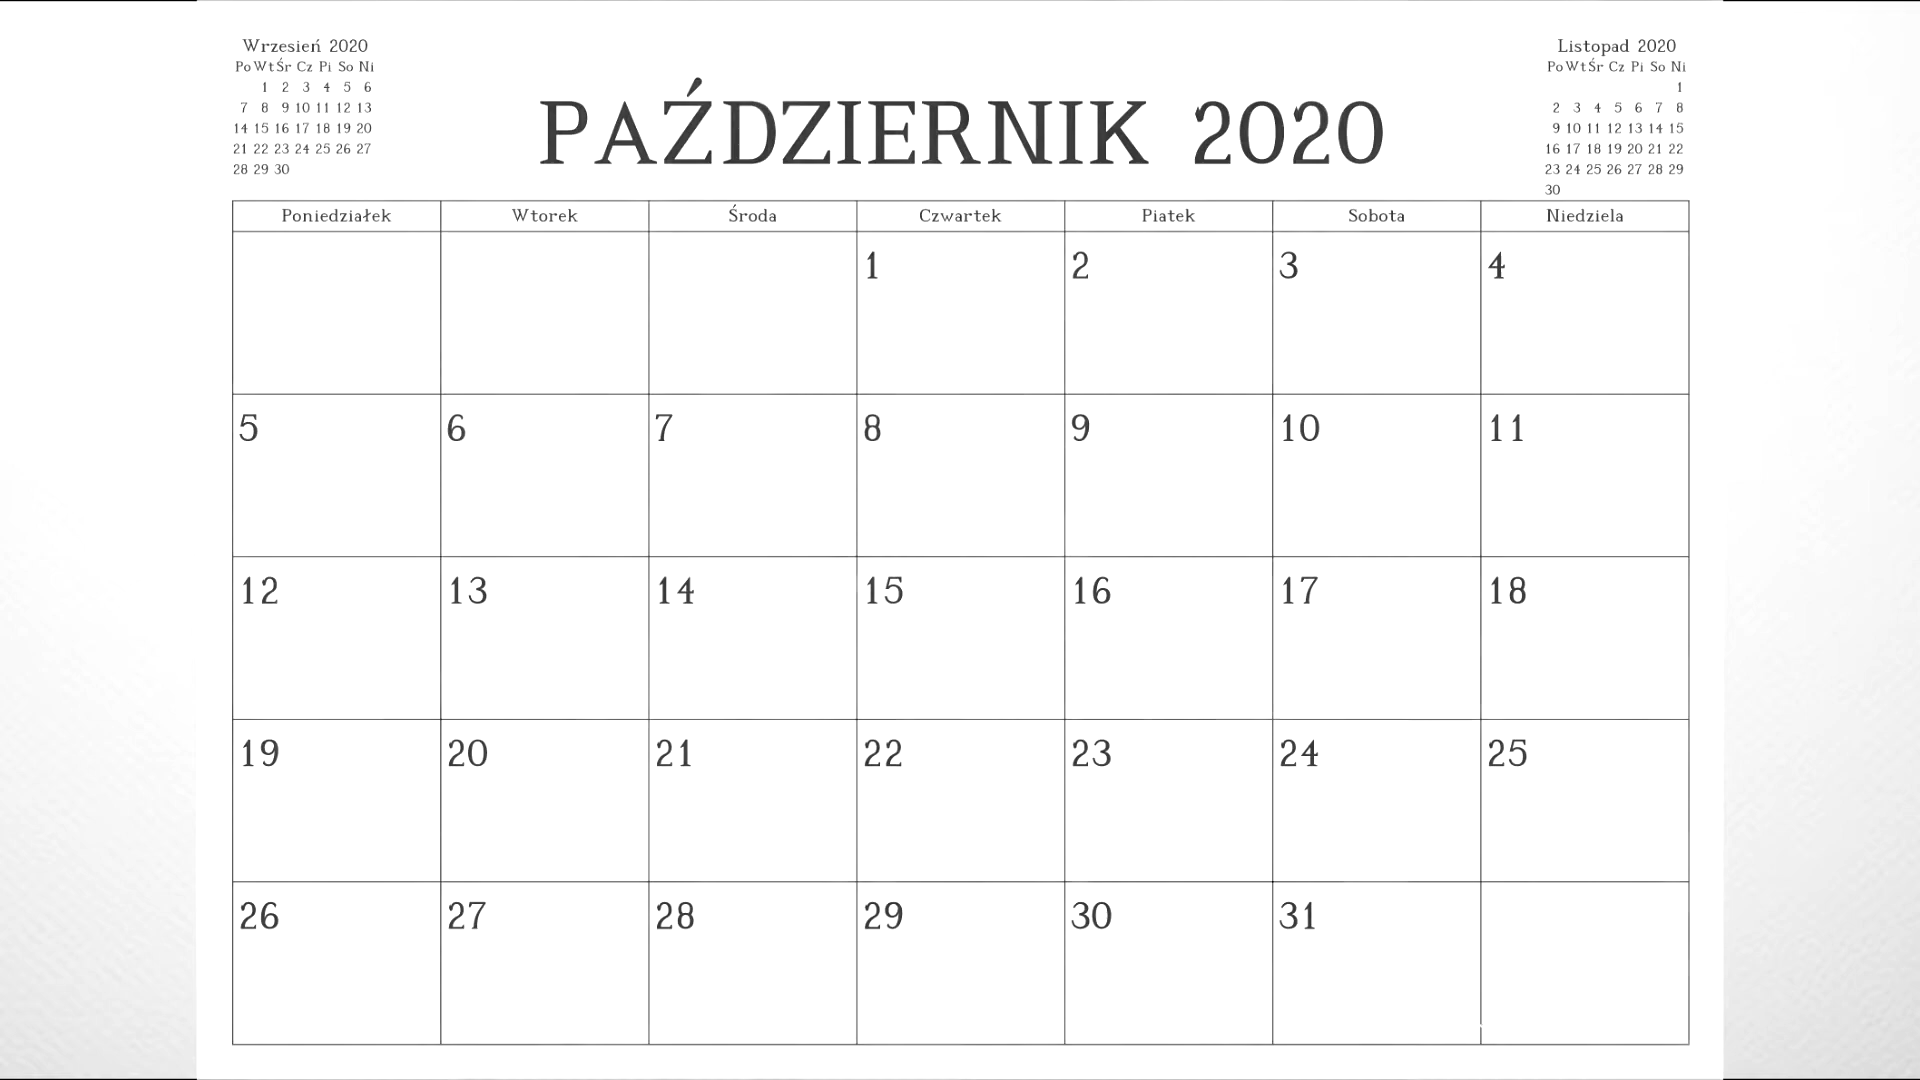 Wrzesień 2020
Po Wt Śr Cz Pi So Ni
1 2 3 4 5 6
7 8 9 10 11 12 13
14 15 16 17 18 19 20
21 22 23 24 25 26 27
28 29 30
PAŹDZIERNIK 2020
Listopad 2020
Po Wt Śr Cz Pi So Ni
1
2 3 4 5 6 7 8
9 10 11 12 13 14 15
16 17 18 19 20 21 22
23 24 25 26 27 28 29
30
Poniedziałek Wtorek Środa Czwartek Piatek Sobota Niedziela
1 2 3 4
5 6 7 8 9 10 11
12 13 14 15 16 17 18
19 20 21 22 23 24 25
26 27 28 29 30 31